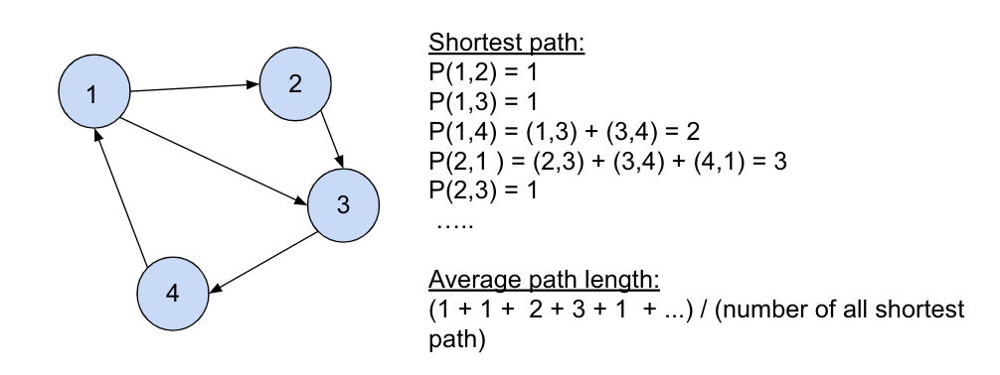 1
2
3
4
Shortest path:
P(1,2) = 1
P(1,3) = 1
P(1,4) = (1,3) + (3,4) = 2
P(2,1 ) = (2,3) + (3,4) + (4,1) = 3
P(2,3) = 1
.....
Average path length:
(1 + 1 +  2 + 3 + 1  + ...) / (number of all shortest
path)